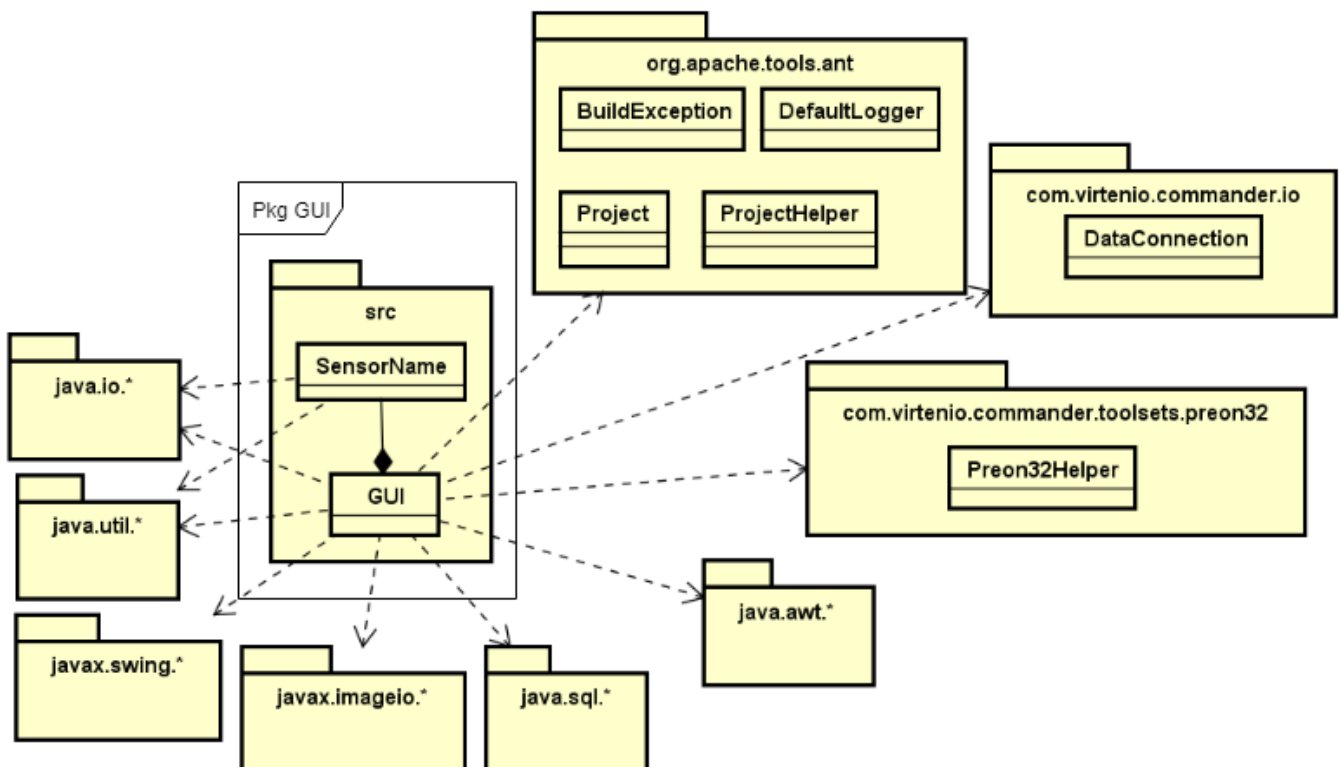 org.apache.tools.ant
BuildException
DefaultLogger
Project
ProjectHelper
com.virtenio.commander.io
DataConnection
Pkg GUI
src
SensorName
GUI
java.io.*
java.util.*
com.virtenio.commander.toolsets.preon32
Preon32Helper
java.awt.*
javax.swing.*
javax.imageio.*
java.sql.*